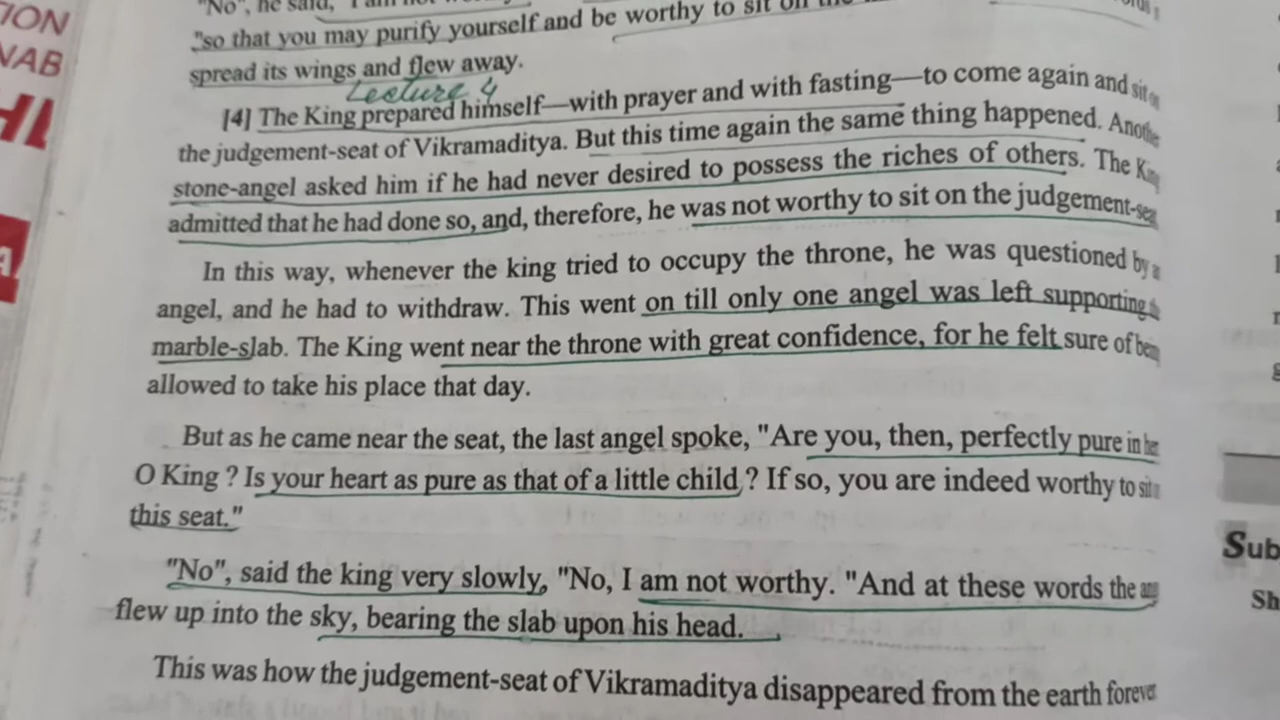 ION
VAB
"No", he said,
"so that you may purify yourself and be worthy to sit on the
spread its wings and flew away.
Lecture 4
[4] The King prepared himself—with prayer and with fasting—to come again and sit on
the judgement-seat of Vikramaditya. But this time again the same thing happened. Another
stone-angel asked him if he had never desired to possess the riches of others. The King
admitted that he had done so, and, therefore, he was not worthy to sit on the judgement-seat
In this way, whenever the king tried to occupy the throne, he was questioned by a
angel, and he had to withdraw. This went on till only one angel was left supporting
marble-slab. The King went near the throne with great confidence, for he felt sure of being
allowed to take his place that day.
But as he came near the seat, the last angel spoke, "Are you, then, perfectly pure in
O King ? Is your heart as pure as that of a little child ? If so, you are indeed worthy to sit
this seat."
"No", said the king very slowly, "No, I am not worthy. "And at these words the
flew up into the sky, bearing the slab upon his head.
This was how the judgement-seat of Vikramaditya disappeared from the earth forever
Sub
Sh